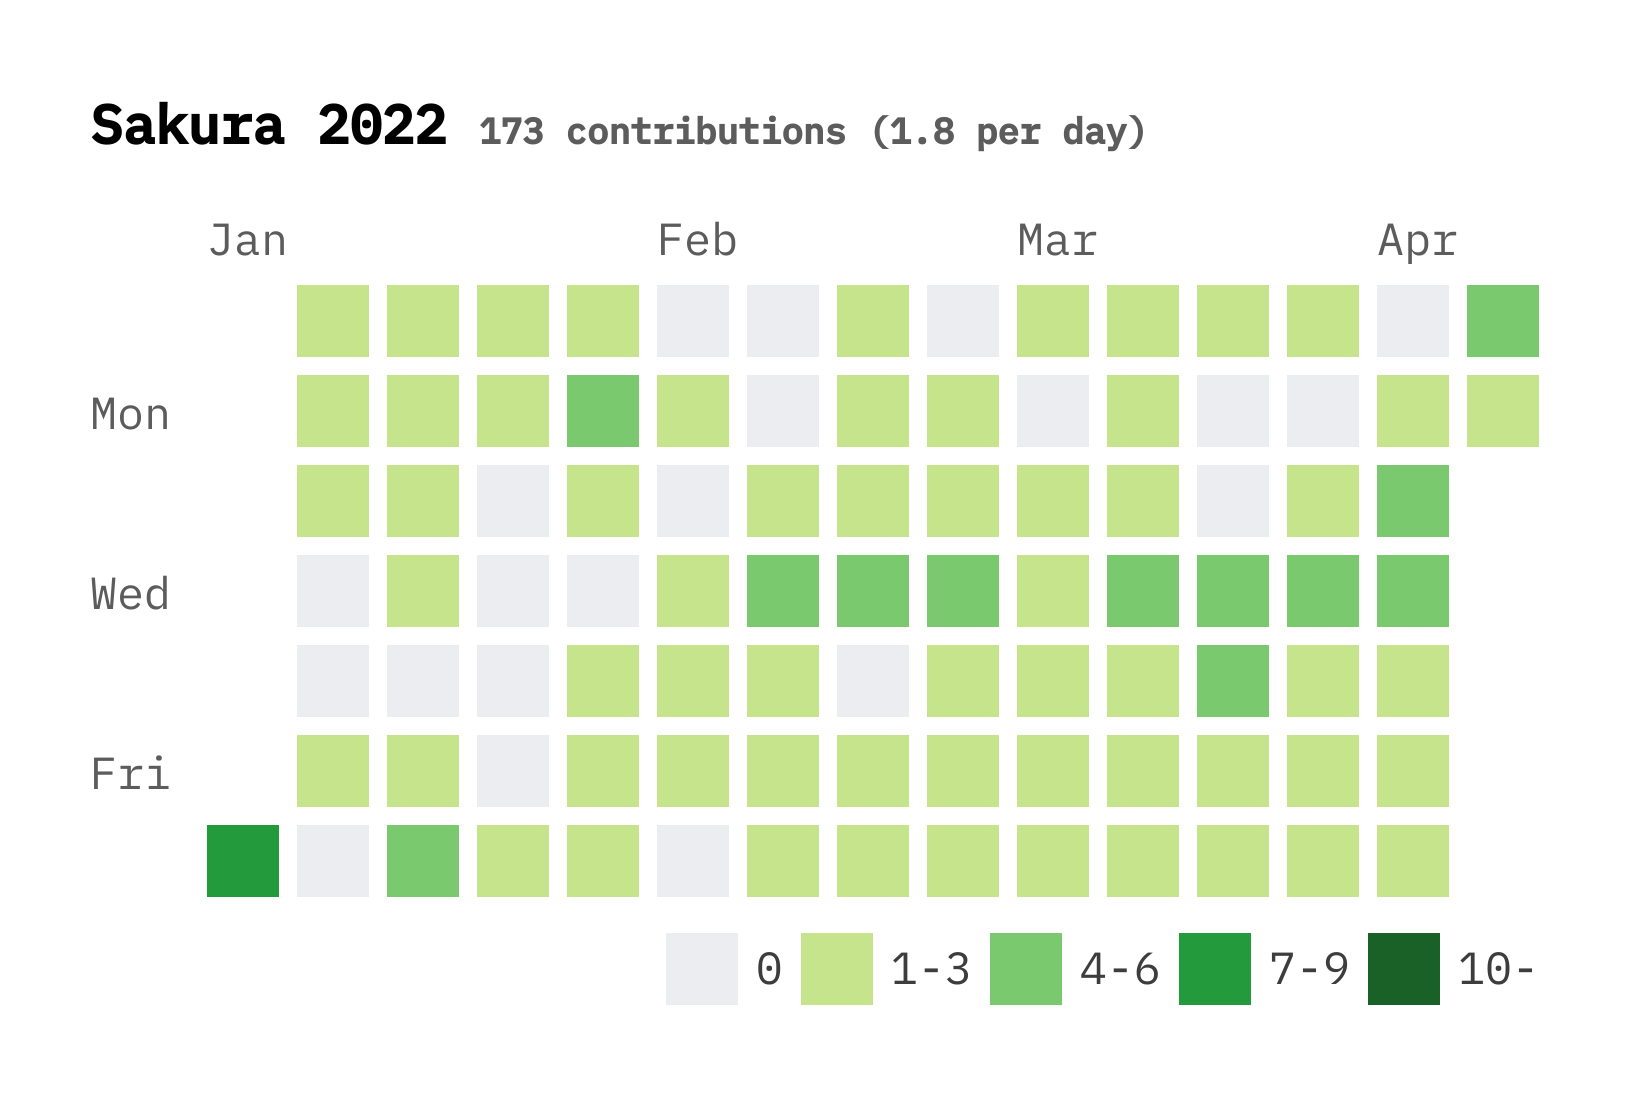 Sakura 2022 173 contributions (1.8 per day)
Jan Feb Mar Apr
Mon
Wed
Fri
0 1-3 4-6 7-9 10-